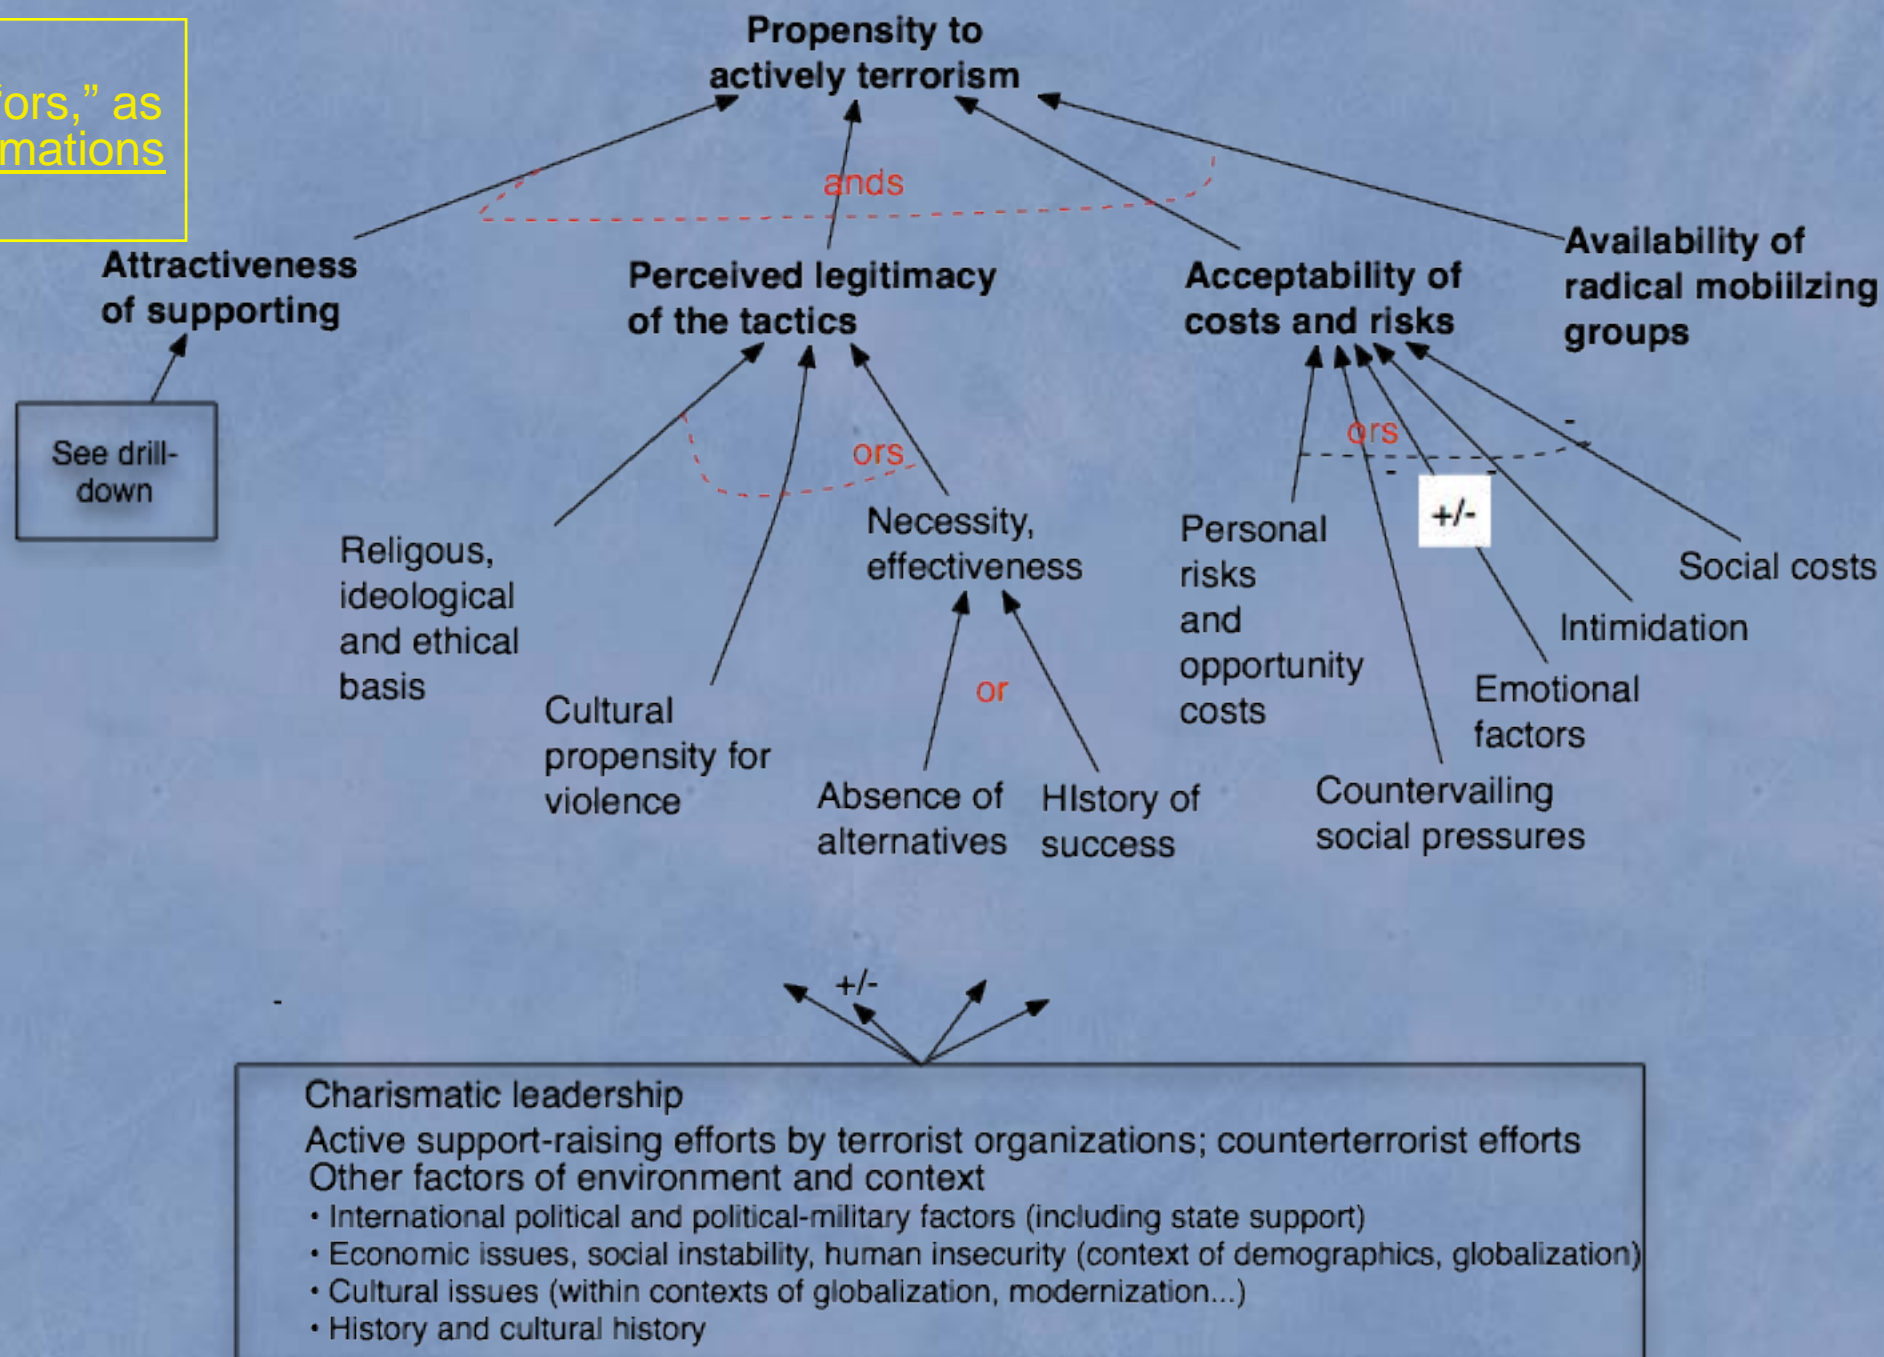 Propensity to
actively terrorism
ors,” as
mations
ands
Attractiveness
of supporting
Perceived legitimacy
of the tactics
Acceptability of
costs and risks
Availability of
radical mobiilzing
groups
See drill-
down
ors
ors
-
-
-
+/-
Religous,
ideological
and ethical
basis
Cultural
propensity for
violence
Necessity,
effectiveness
or
Absence of
alternatives
HIstory of
success
Personal
risks
and
opportunity
costs
Countervailing
social pressures
Emotional
factors
Intimidation
Social costs
-
+/-
Charismatic leadership
Active support-raising efforts by terrorist organizations; counterterrorist efforts
Other factors of environment and context
• International political and political-military factors (including state support)
• Economic issues, social instability, human insecurity (context of demographics, globalization)
• Cultural issues (within contexts of globalization, modernization...)
• History and cultural history